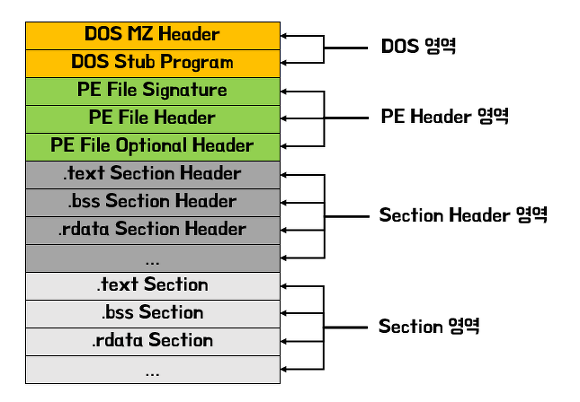 DOS MZ Header
DOS Stub Program
DOS 영역
PE File Signature
PE File Header
PE File Optional Header
PE Header 영역
.text Section Header
.bss Section Header
.rdata Section Header
...
Section Header 영역
.text Section
.bss Section
.rdata Section
...
Section 영역